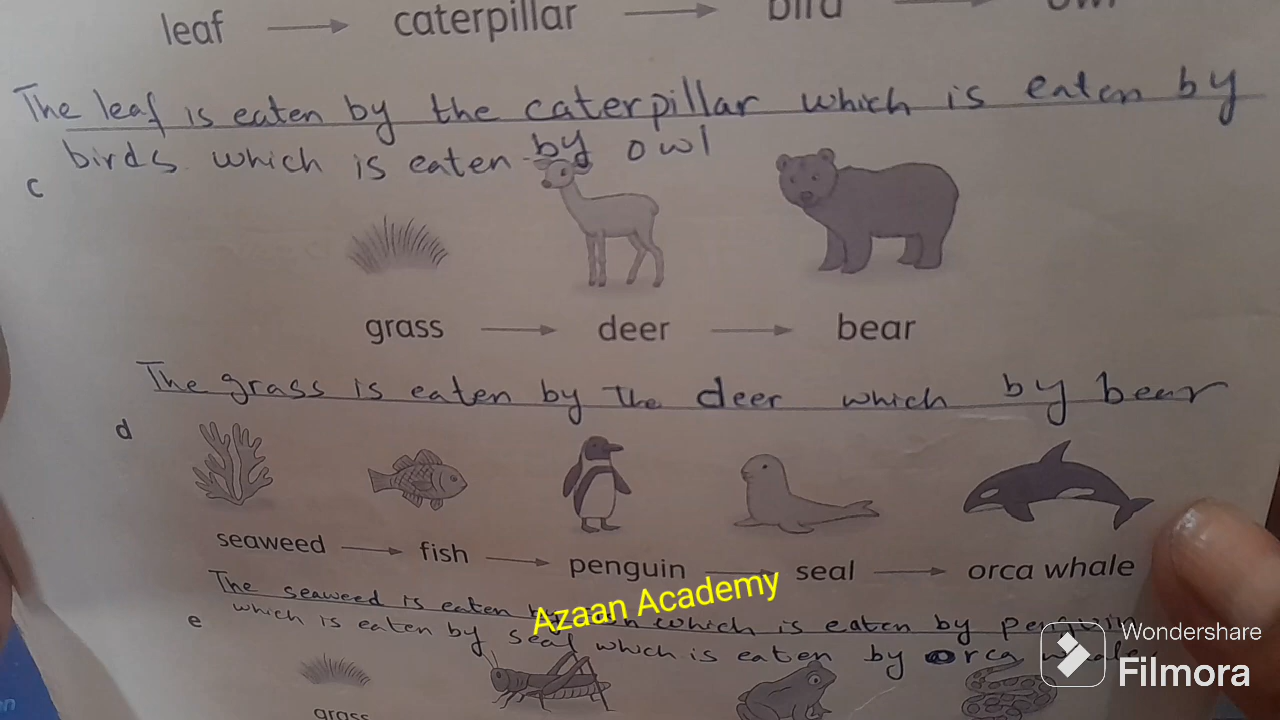 leaf → caterpillar → bird → owl
The leaf is eaten by the caterpillar which is eaten by
birds which is eaten by owl
c
grass → deer → bear
The grass is eaten by the deer which by bear
d
seaweed → fish → penguin → seal → orca whale
The seaweed is eaten by which is eaten by penguin
which is eaten by seal which is eaten by orca
Azaan Academy
e
grass
Wondershare
Filmora